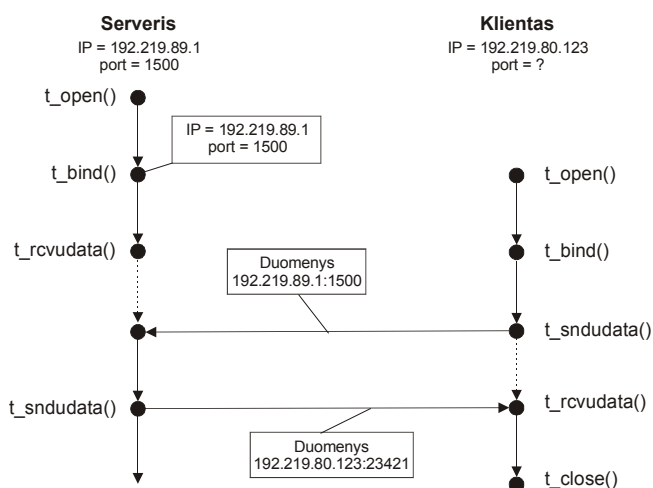 Serveris
IP = 192.219.89.1
port = 1500
Klientas
IP = 192.219.80.123
port = ?
t_open()
IP = 192.219.89.1
port = 1500
t_bind()
t_open()
t_rcvudata()
t_bind()
Duomenys
192.219.89.1:1500
t_sndudata()
t_sndudata()
t_rcvudata()
Duomenys
192.219.80.123:23421
t_close()